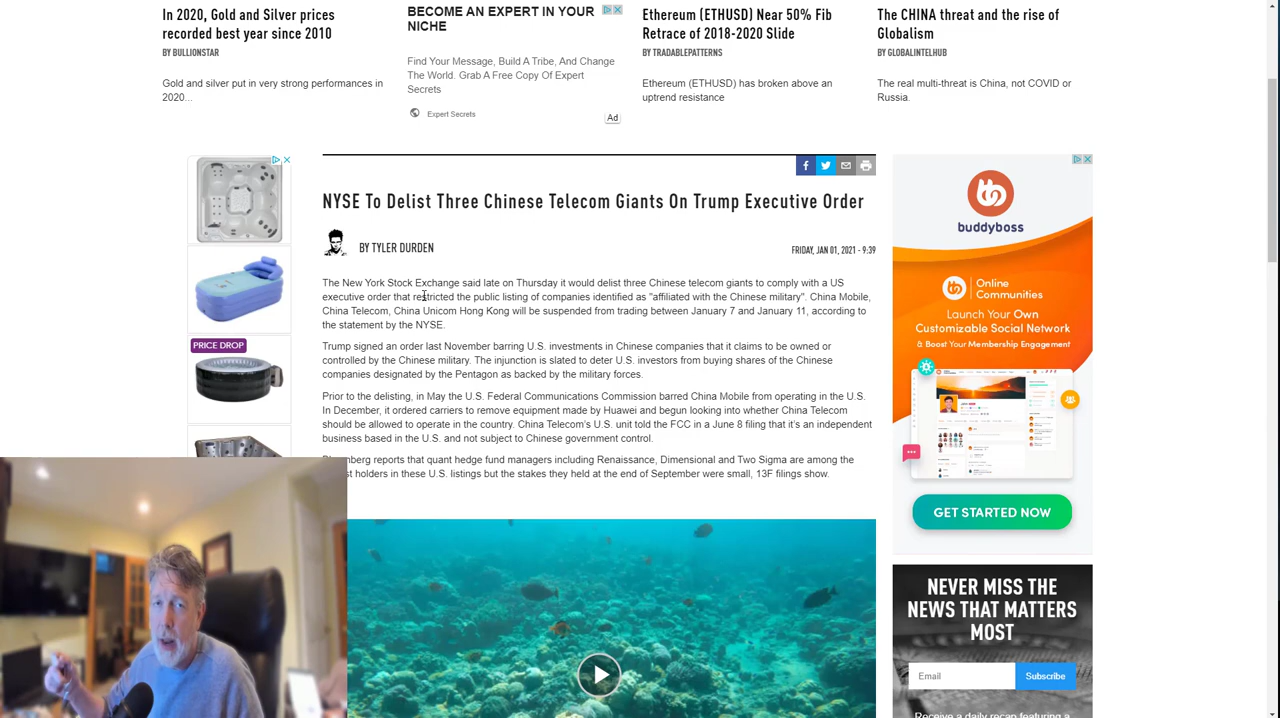 In 2020, Gold and Silver prices
recorded best year since 2010
BY BULLIONSTAR
Gold and silver put in very strong performances in
2020...
BECOME AN EXPERT IN YOUR
NICHE
Find Your Message, Build A Tribe, And Change
The World. Grab A Free Copy Of Expert
Secrets
Expert Secrets
Ad
Ethereum (ETHUSD) Near 50% Fib
Retrace of 2018-2020 Slide
BY TRADABLEPATTERNS
Ethereum (ETHUSD) has broken above an
uptrend resistance
The CHINA threat and the rise of
Globalism
BY GLOBALINTELHUB
The real multi-threat is China, not COVID or
Russia.
PRICE DROP
NYSE To Delist Three Chinese Telecom Giants On Trump Executive Order
BY TYLER DURDEN
FRIDAY, JAN 01, 2021 - 9:39
The New York Stock Exchange said late on Thursday it would delist three Chinese telecom giants to comply with a US
executive order that restricted the public listing of companies identified as "affiliated with the Chinese military". China Mobile,
China Telecom, China Unicom Hong Kong will be suspended from trading between January 7 and January 11, according to
the statement by the NYSE.
Trump signed an order last November barring U.S. investments in Chinese companies that it claims to be owned or
controlled by the Chinese military. The injunction is slated to deter U.S. investors from buying shares of the Chinese
companies designated by the Pentagon as backed by the military forces.
Prior to the delisting, in May the U.S. Federal Communications Commission barred China Mobile from operating in the U.S.
In December, it ordered carriers to remove equipment made by Huawei and begun looking into whether China Telecom
should be allowed to operate in the country. China Telecom's U.S. unit told the FCC in a June 8 filing that it's an independent
business based in the U.S. and not subject to Chinese government control.
reports that quant hedge fund managers including Renaissance, Dimensional and Two Sigma are among the
holders in these U.S. listings but the stakes they held at the end of September were small, 13F filings show.
buddyboss
Online
Communities
Launch Your Own
Customizable Social Network
& Boost Your Membership Engagement
GET STARTED NOW
NEVER MISS THE
NEWS THAT MATTERS
MOST
Email
Subscribe
Receive a daily recap featuring a